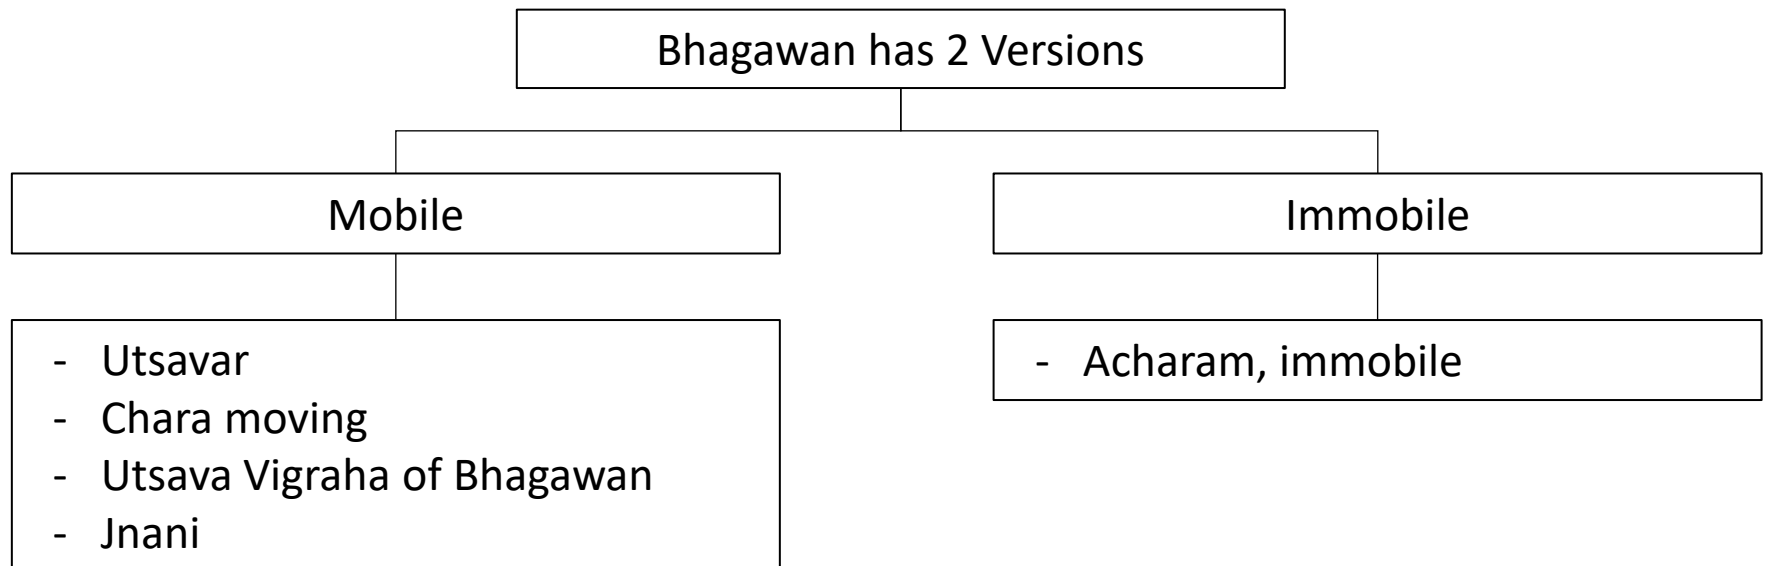 Bhagawan has 2 Versions
Mobile
Immobile
- Utsavar
- Chara moving
- Utsava Vigraha of Bhagawan
- Jnani
- Acharam, immobile